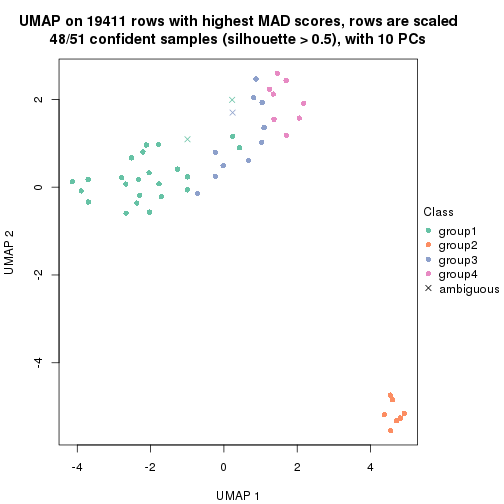 UMAP on 19411 rows with highest MAD scores, rows are scaled
48/51 confident samples (silhouette > 0.5), with 10 PCs
2
0
-2
-4
UMAP 2
-4
-2
0
2
4
UMAP 1
Class
group1
group2
group3
group4
ambiguous